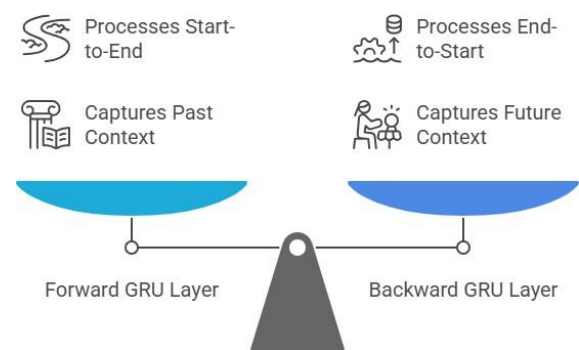 Processes Start-
to-End
Processes End-
to-Start
Captures Past
Context
Captures Future
Context
Forward GRU Layer
Backward GRU Layer